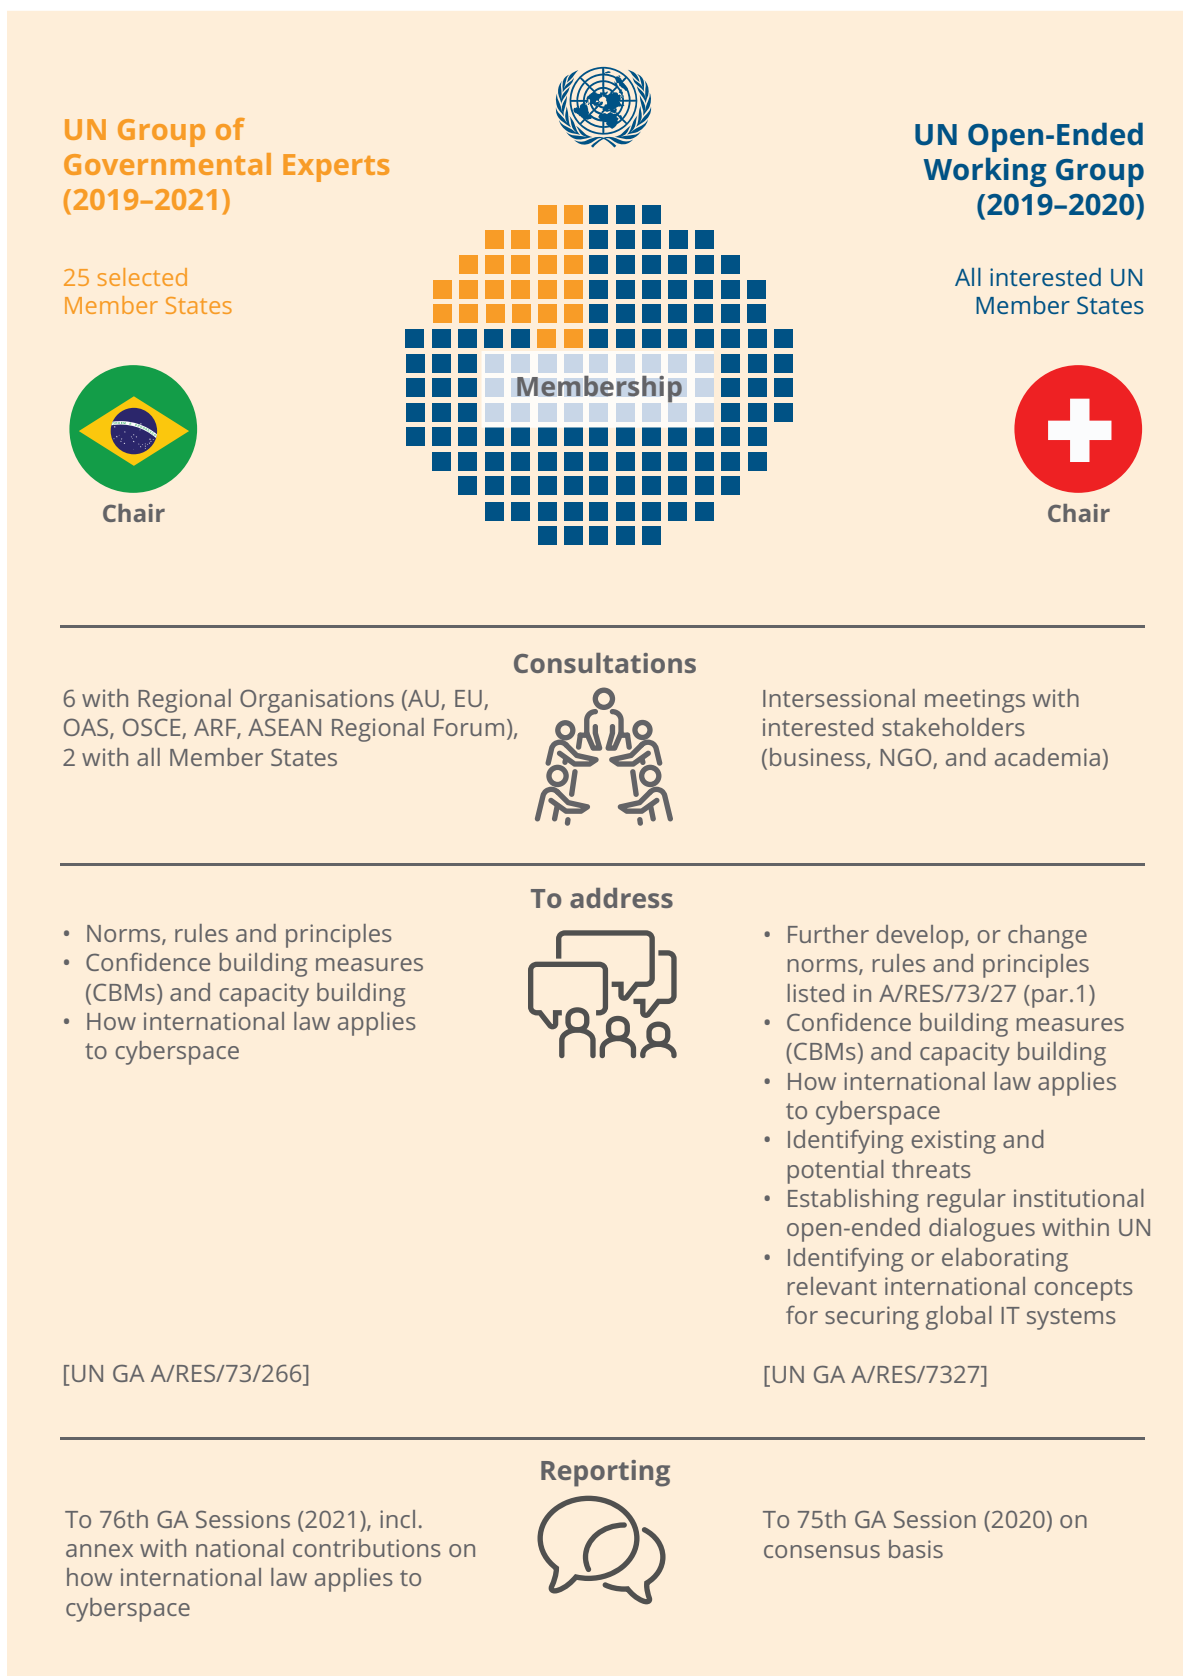 UN Group of
Governmental Experts
(2019–2021)
25 selected
Member States
Chair
UN Open-Ended
Working Group
(2019–2020)
All interested UN
Member States
Chair
Membership
Consultations
6 with Regional Organisations (AU, EU,
OAS, OSCE, ARF, ASEAN Regional Forum),
2 with all Member States
Intersessional meetings with
interested stakeholders
(business, NGO, and academia)
To address
• Norms, rules and principles
• Confidence building measures
(CBMs) and capacity building
• How international law applies
to cyberspace
[UN GA A/RES/73/266]
• Further develop, or change
norms, rules and principles
listed in A/RES/73/27 (par.1)
• Confidence building measures
(CBMs) and capacity building
• How international law applies
to cyberspace
• Identifying existing and
potential threats
• Establishing regular institutional
open-ended dialogues within UN
• Identifying or elaborating
relevant international concepts
for securing global IT systems
[UN GA A/RES/7327]
Reporting
To 76th GA Sessions (2021), incl.
annex with national contributions on
how international law applies to
cyberspace
To 75th GA Session (2020) on
consensus basis